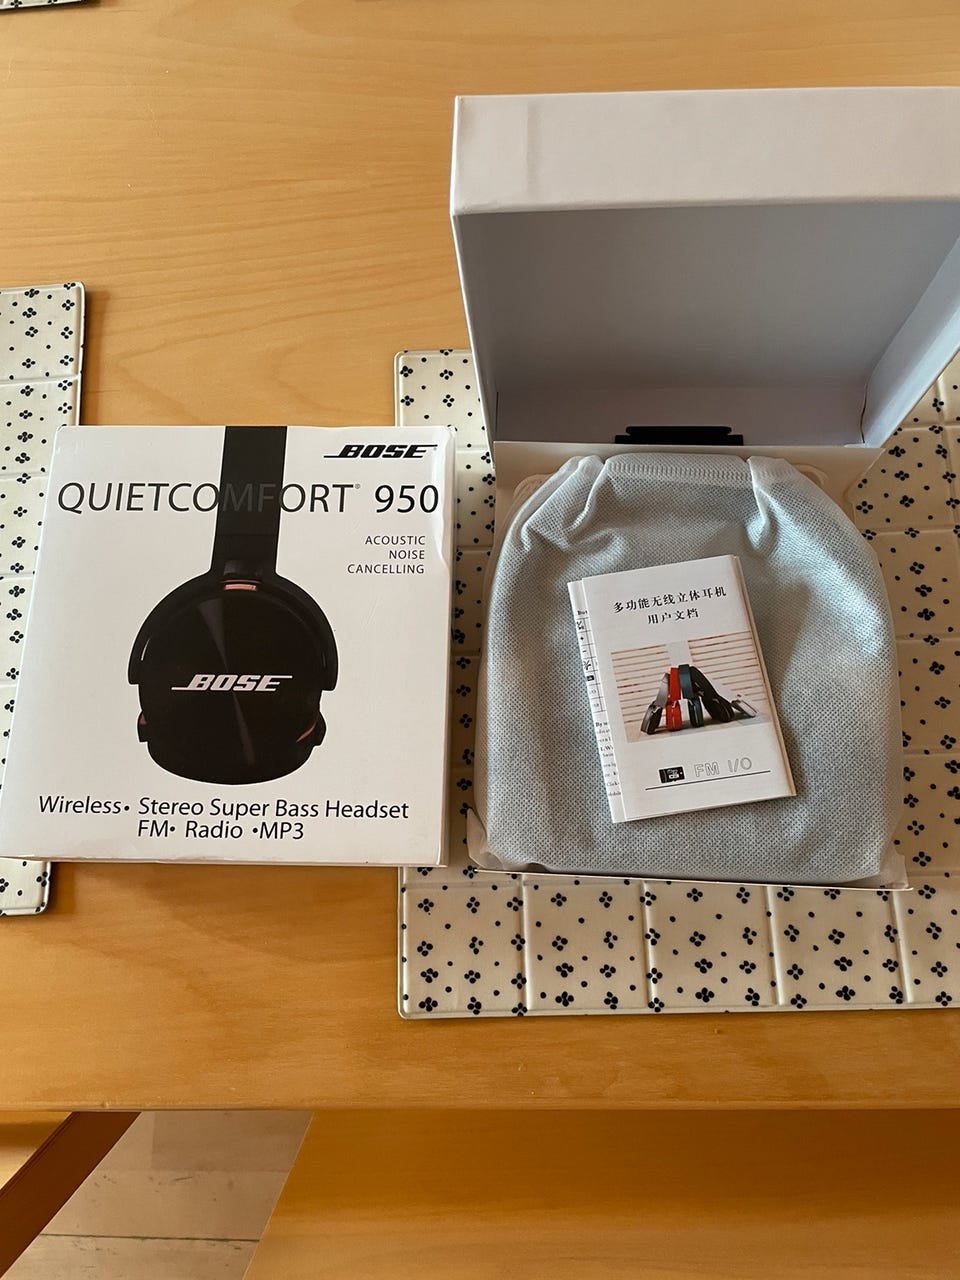 BOSE
QUIETCOMFORT® 950
ACOUSTIC
NOISE
CANCELLING
BOSE
Wireless• Stereo Super Bass Headset
FM• Radio •MP3
多功能无线立体耳机
用户文档
FM I/O